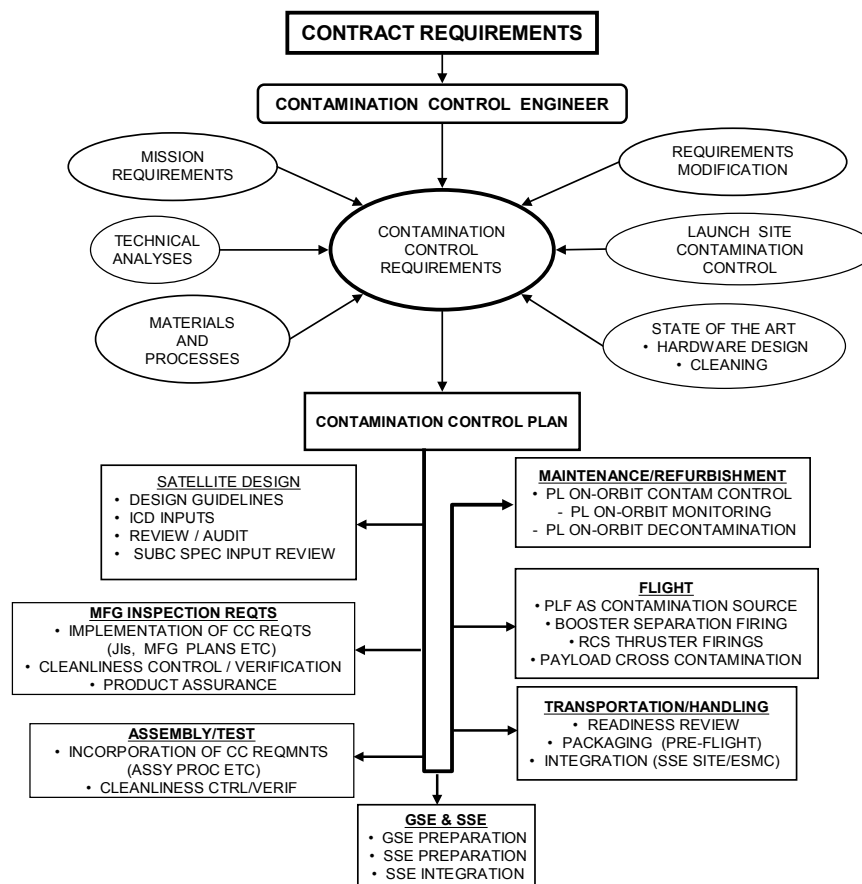 CONTRACT REQUIREMENTS
CONTAMINATION CONTROL ENGINEER
MISSION
REQUIREMENTS
REQUIREMENTS
MODIFICATION
CONTAMINATION
CONTROL
REQUIREMENTS
TECHNICAL
ANALYSES
LAUNCH SITE
CONTAMINATION
CONTROL
MATERIALS
AND
PROCESSES
STATE OF THE ART
• HARDWARE DESIGN
• CLEANING
CONTAMINATION CONTROL PLAN
SATELLITE DESIGN
• DESIGN GUIDELINES
• ICD INPUTS
• REVIEW / AUDIT
• SUBC SPEC INPUT REVIEW
MAINTENANCE/REFURBISHMENT
• PL ON-ORBIT CONTAM CONTROL
- PL ON-ORBIT MONITORING
- PL ON-ORBIT DECONTAMINATION
MFG INSPECTION REQTS
• IMPLEMENTATION OF CC REQTS
(JIs, MFG PLANS ETC)
• CLEANLINESS CONTROL / VERIFICATION
• PRODUCT ASSURANCE
FLIGHT
• PLF AS CONTAMINATION SOURCE
• BOOSTER SEPARATION FIRING
• RCS THRUSTER FIRINGS
• PAYLOAD CROSS CONTAMINATION
ASSEMBLY/TEST
• INCORPORATION OF CC REQMNTS
(ASSY PROC ETC)
• CLEANLINESS CTRL/VERIF
TRANSPORTATION/HANDLING
• READINESS REVIEW
• PACKAGING (PRE-FLIGHT)
• INTEGRATION (SSE SITE/ESMC)
GSE & SSE
• GSE PREPARATION
• SSE PREPARATION
• SSE INTEGRATION